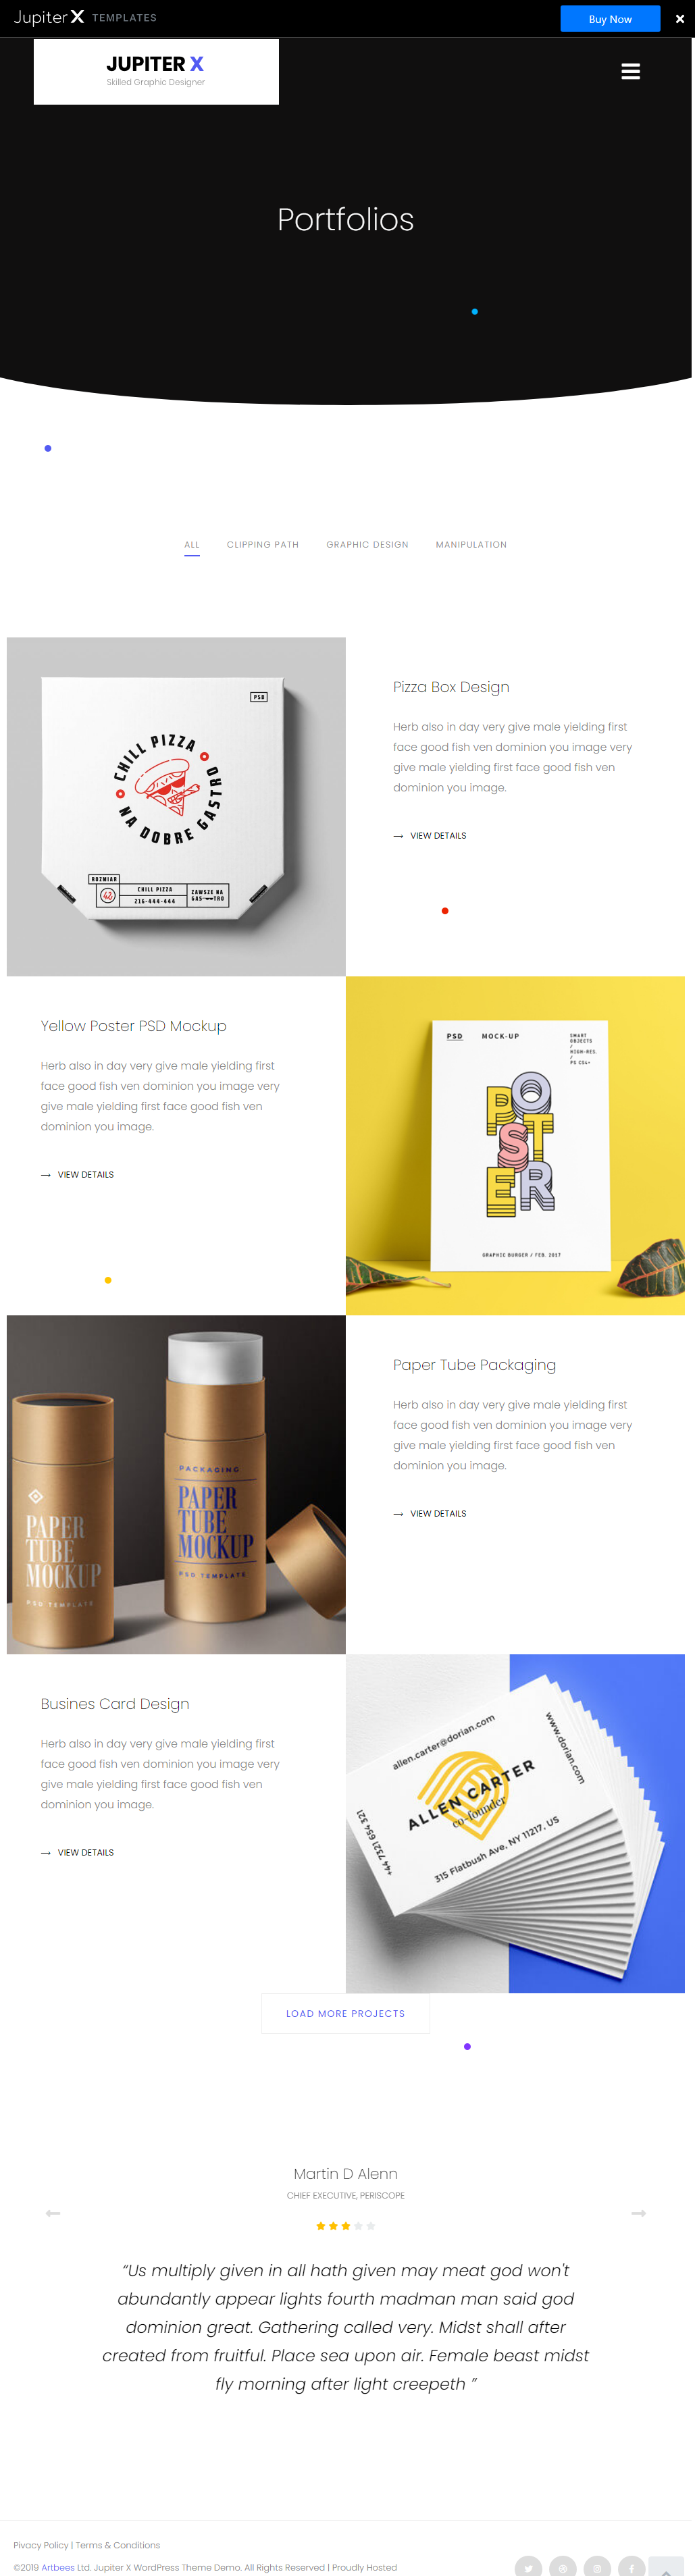 Jupiter X TEMPLATES
Buy Now
JUPITER X
Skilled Graphic Designer
Portfolios
ALL CLIPPING PATH GRAPHIC DESIGN MANIPULATION
PSD
CHILL PIZZA
NA DOBRE GASTRO
ROZMIAR
42
CHILL PIZZA
216-444-444
ZAWSZE NA
Pizza Box Design
Herb also in day very give male yielding first
face good fish ven dominion you image very
give male yielding first face good fish ven
dominion you image.
VIEW DETAILS
Yellow Poster PSD Mockup
Herb also in day very give male yielding first
face good fish ven dominion you image very
give male yielding first face good fish ven
dominion you image.
VIEW DETAILS
PSD MOCK-UP
SMART
OBJECTS
/
HIGH-RES.
/
PS CS4+
POSTER
GRAPHIC BURGER / FEB. 2017
PAPER
TUBE
MOCKUP
PSD TEMPLATE
PACKAGING
PAPER
TUBE
MOCKUP
PSD TEMPLATE
Paper Tube Packaging
Herb also in day very give male yielding first
face good fish ven dominion you image very
give male yielding first face good fish ven
dominion you image.
VIEW DETAILS
Busines Card Design
Herb also in day very give male yielding first
face good fish ven dominion you image very
give male yielding first face good fish ven
dominion you image.
VIEW DETAILS
allen.carter@dorian.com
www.dorian.com
ALLEN CARTER
co-founder
+44 7521 654 321
315 Flatbush Ave, NY 11217. US
LOAD MORE PROJECTS
Martin D Alenn
CHIEF EXECUTIVE, PERISCOPE
“Us multiply given in all hath given may meat god won't
abundantly appear lights fourth madman man said god
dominion great. Gathering called very. Midst shall after
created from fruitful. Place sea upon air. Female beast midst
fly morning after light creepeth ”
Pivacy Policy | Terms & Conditions
©2019 Artbees Ltd. Jupiter X WordPress Theme Demo. All Rights Reserved | Proudly Hosted